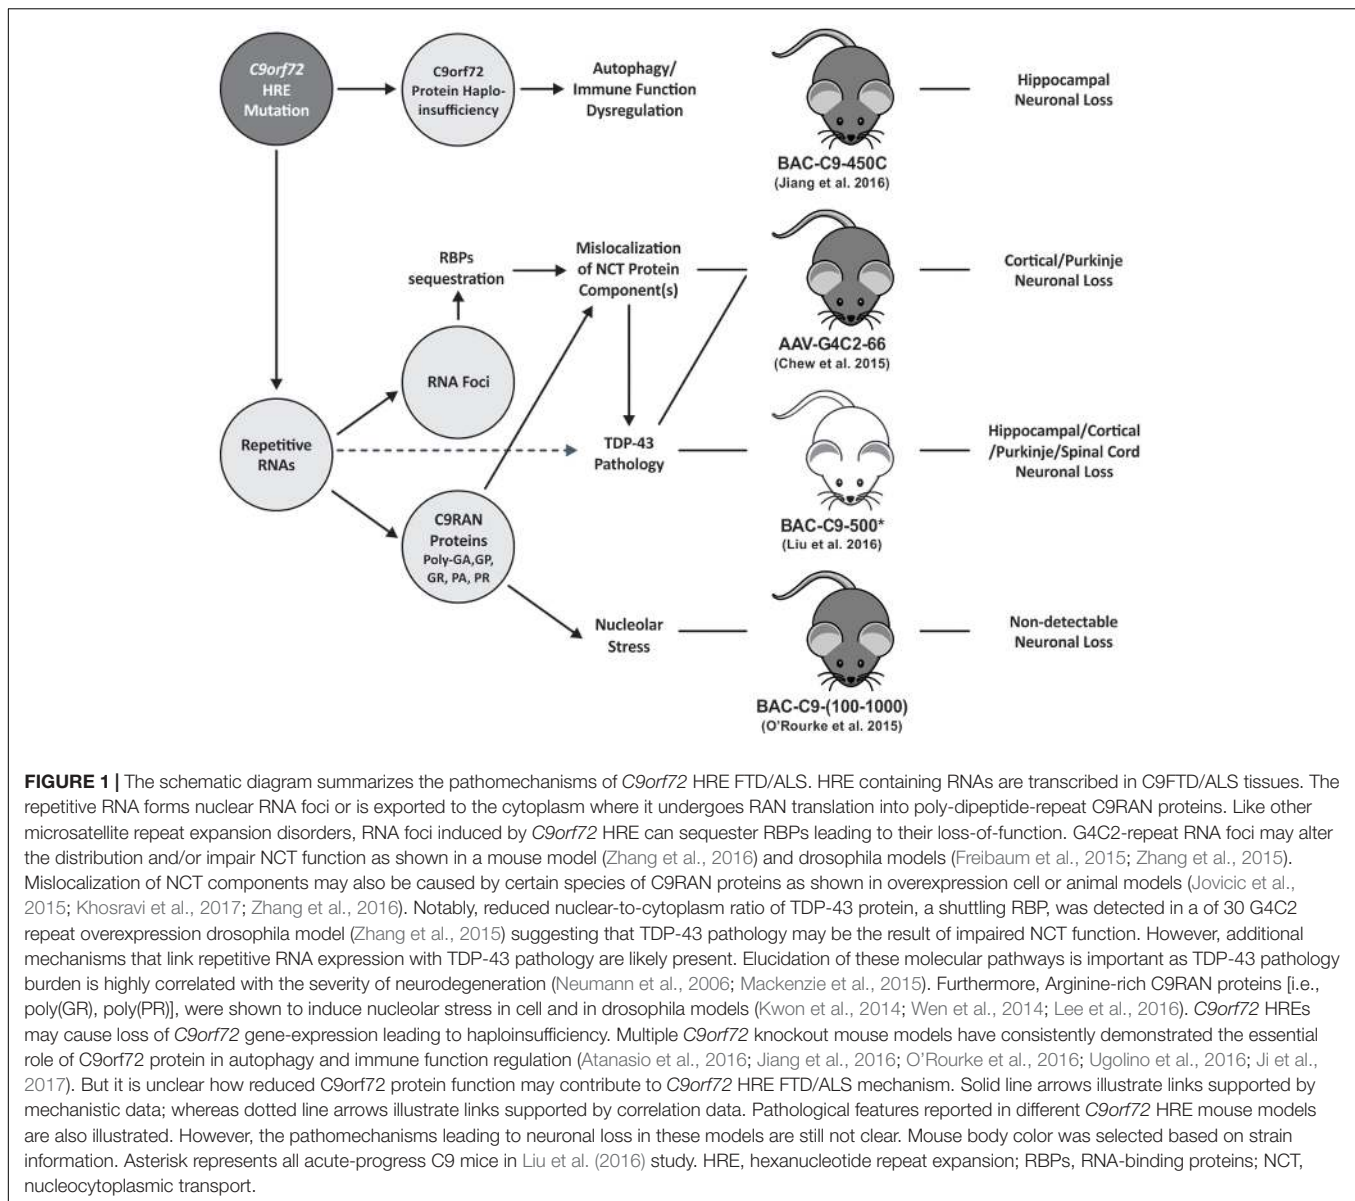 C9orf72
HRE
Mutation
C9orf72
Protein Haplo-
insufficiency
Autophagy/
Immune Function
Dysregulation
BAC-C9-450C
(Jiang et al. 2016)
Hippocampal
Neuronal Loss
RBPs
sequestration
Mislocalization
of NCT Protein
Component(s)
AAV-G4C2-66
(Chew et al. 2015)
Cortical/Purkinje
Neuronal Loss
RNA Foci
Repetitive
RNAs
TDP-43
Pathology
BAC-C9-500*
(Liu et al. 2016)
Hippocampal/Cortical
/Purkinje/Spinal Cord
Neuronal Loss
C9RAN
Proteins
Poly-GA,GP,
GR, PA, PR
Nucleolar
Stress
BAC-C9-(100-1000)
(O'Rourke et al. 2015)
Non-detectable
Neuronal Loss
FIGURE 1 | The schematic diagram summarizes the pathomechanisms of C9orf72 HRE FTD/ALS. HRE containing RNAs are transcribed in C9FTD/ALS tissues. The
repetitive RNA forms nuclear RNA foci or is exported to the cytoplasm where it undergoes RAN translation into poly-dipeptide-repeat C9RAN proteins. Like other
microsatellite repeat expansion disorders, RNA foci induced by C9orf72 HRE can sequester RBPs leading to their loss-of-function. G4C2-repeat RNA foci may alter
the distribution and/or impair NCT function as shown in a mouse model (Zhang et al., 2016) and drosophila models (Freibaum et al., 2015; Zhang et al., 2015).
Mislocalization of NCT components may also be caused by certain species of C9RAN proteins as shown in overexpression cell or animal models (Jovicic et al.,
2015; Khosravi et al., 2017; Zhang et al., 2016). Notably, reduced nuclear-to-cytoplasm ratio of TDP-43 protein, a shuttling RBP, was detected in a of 30 G4C2
repeat overexpression drosophila model (Zhang et al., 2015) suggesting that TDP-43 pathology may be the result of impaired NCT function. However, additional
mechanisms that link repetitive RNA expression with TDP-43 pathology are likely present. Elucidation of these molecular pathways is important as TDP-43 pathology
burden is highly correlated with the severity of neurodegeneration (Neumann et al., 2006; Mackenzie et al., 2015). Furthermore, Arginine-rich C9RAN proteins [i.e.,
poly(GR), poly(PR)], were shown to induce nucleolar stress in cell and in drosophila models (Kwon et al., 2014; Wen et al., 2014; Lee et al., 2016). C9orf72 HREs
may cause loss of C9orf72 gene-expression leading to haploinsufficiency. Multiple C9orf72 knockout mouse models have consistently demonstrated the essential
role of C9orf72 protein in autophagy and immune function regulation (Atanasio et al., 2016; Jiang et al., 2016; O'Rourke et al., 2016; Ugolino et al., 2016; Ji et al.,
2017). But it is unclear how reduced C9orf72 protein function may contribute to C9orf72 HRE FTD/ALS mechanism. Solid line arrows illustrate links supported by
mechanistic data; whereas dotted line arrows illustrate links supported by correlation data. Pathological features reported in different C9orf72 HRE mouse models
are also illustrated. However, the pathomechanisms leading to neuronal loss in these models are still not clear. Mouse body color was selected based on strain
information. Asterisk represents all acute-progress C9 mice in Liu et al. (2016) study. HRE, hexanucleotide repeat expansion; RBPs, RNA-binding proteins; NCT,
nucleocytoplasmic transport.